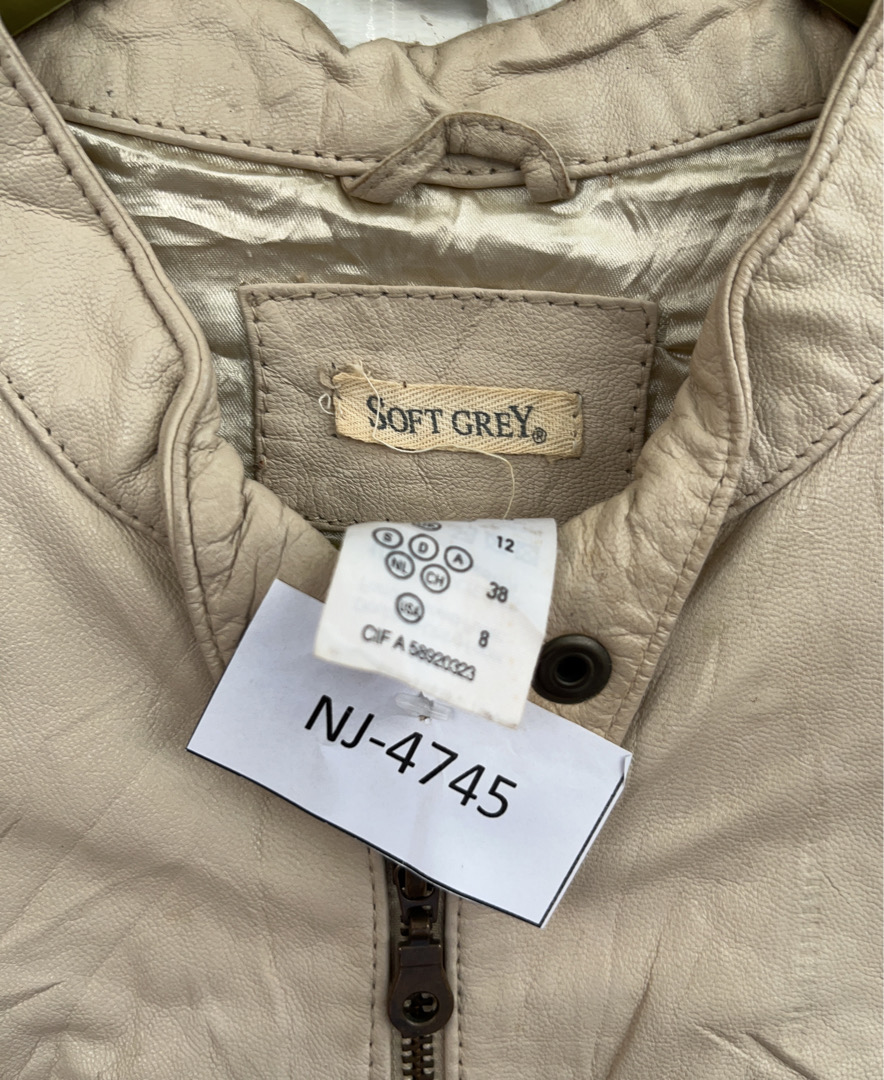 SOFT GREY®
12
S D A
NL CH 38
USA 8
CIF A 58920323
NJ-4745